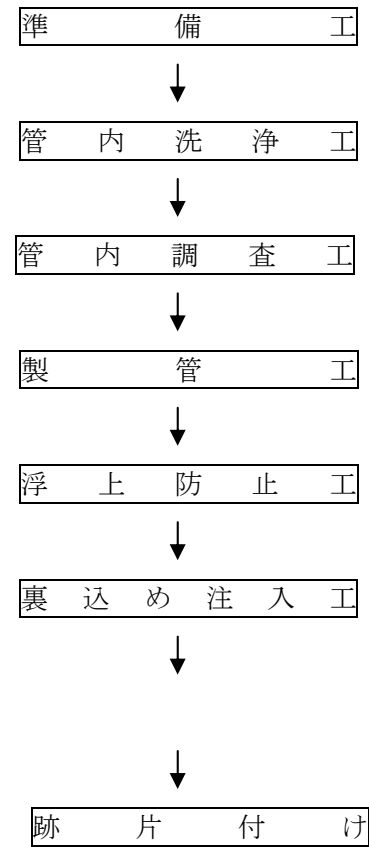 準備工
管内洗浄工
管内調査工
製管工
浮上防止工
裏込め注入工
跡片付け